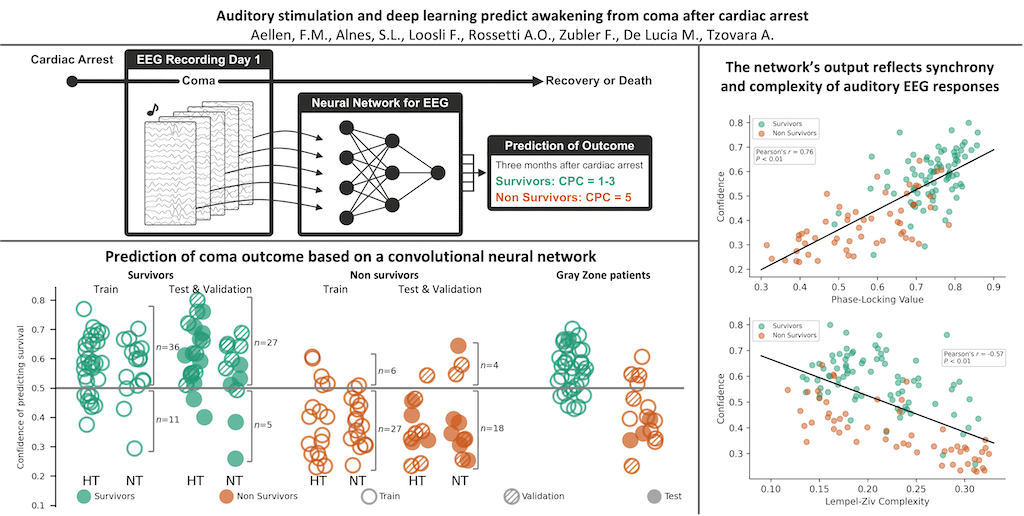 Auditory stimulation and deep learning predict awakening from coma after cardiac arrest
Aellen, F.M., Alnes, S.L., Loosli F., Rossetti A.O., Zubler F., De Lucia M., Tzovara A.
Cardiac Arrest
EEG Recording Day 1
Coma
Recovery or Death
Neural Network for EEG
Prediction of Outcome
Three months after cardiac arrest
Survivors: CPC = 1-3
Non Survivors: CPC = 5
Prediction of coma outcome based on a convolutional neural network
Survivors
Non survivors
Gray Zone patients
Train
Test & Validation
Train
Test & Validation
Confidence of predicting survival
0.8
0.7
0.6
0.5
0.4
0.3
0.2
0.1
n=36
n=11
n=27
n=5
n=6
n=27
n=4
n=18
HT
NT
HT
NT
HT
NT
HT
NT
Survivors
Non Survivors
Train
Validation
Test
The network's output reflects synchrony
and complexity of auditory EEG responses
Survivors
Non Survivors
Pearson's r = 0.76
P < 0.01
Confidence
0.8
0.7
0.6
0.5
0.4
0.3
0.2
0.3
0.4
0.5
0.6
0.7
0.8
0.9
Phase-Locking Value
Survivors
Non Survivors
Pearson's r = -0.57
P < 0.01
Confidence
0.8
0.7
0.6
0.5
0.4
0.3
0.10
0.15
0.20
0.25
0.30
Lempel-Ziv Complexity